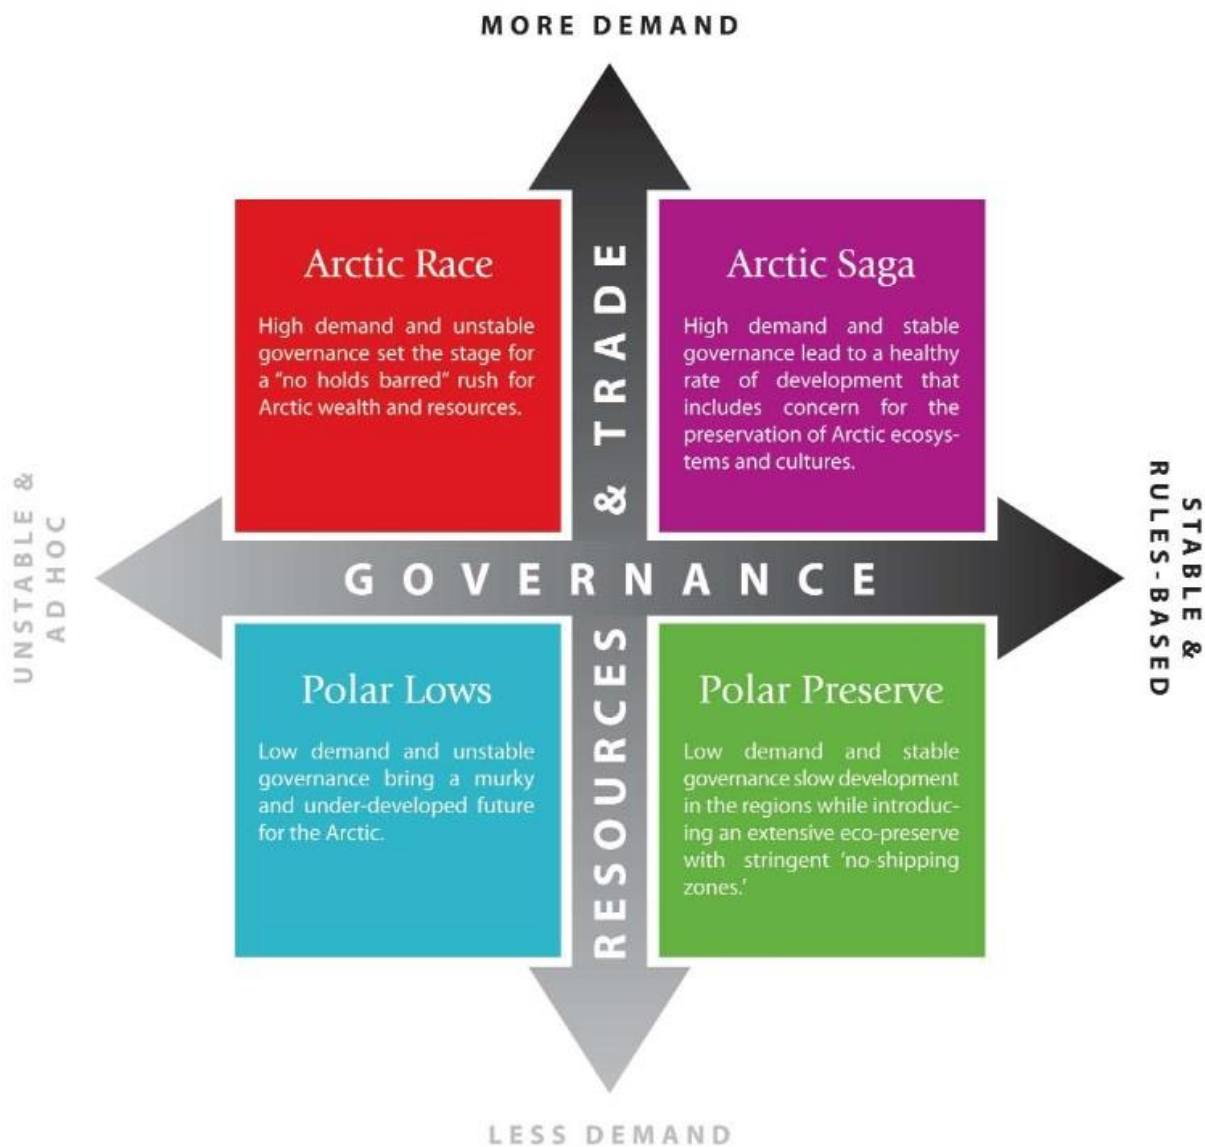 MORE DEMAND
Arctic Race
High demand and unstable
governance set the stage for
a "no holds barred" rush for
Arctic wealth and resources.
Arctic Saga
High demand and stable
governance lead to a healthy
rate of development that
includes concern for the
preservation of Arctic ecosys-
tems and cultures.
UNSTABLE &
AD HOC
GOVERNANCE
RESOURCES & TRADE
STABLE &
RULES-BASED
Polar Lows
Low demand and unstable
governance bring a murky
and under-developed future
for the Arctic.
Polar Preserve
Low demand and stable
governance slow development
in the regions while introduc-
ing an extensive eco-preserve
with stringent 'no-shipping
zones.'
LESS DEMAND